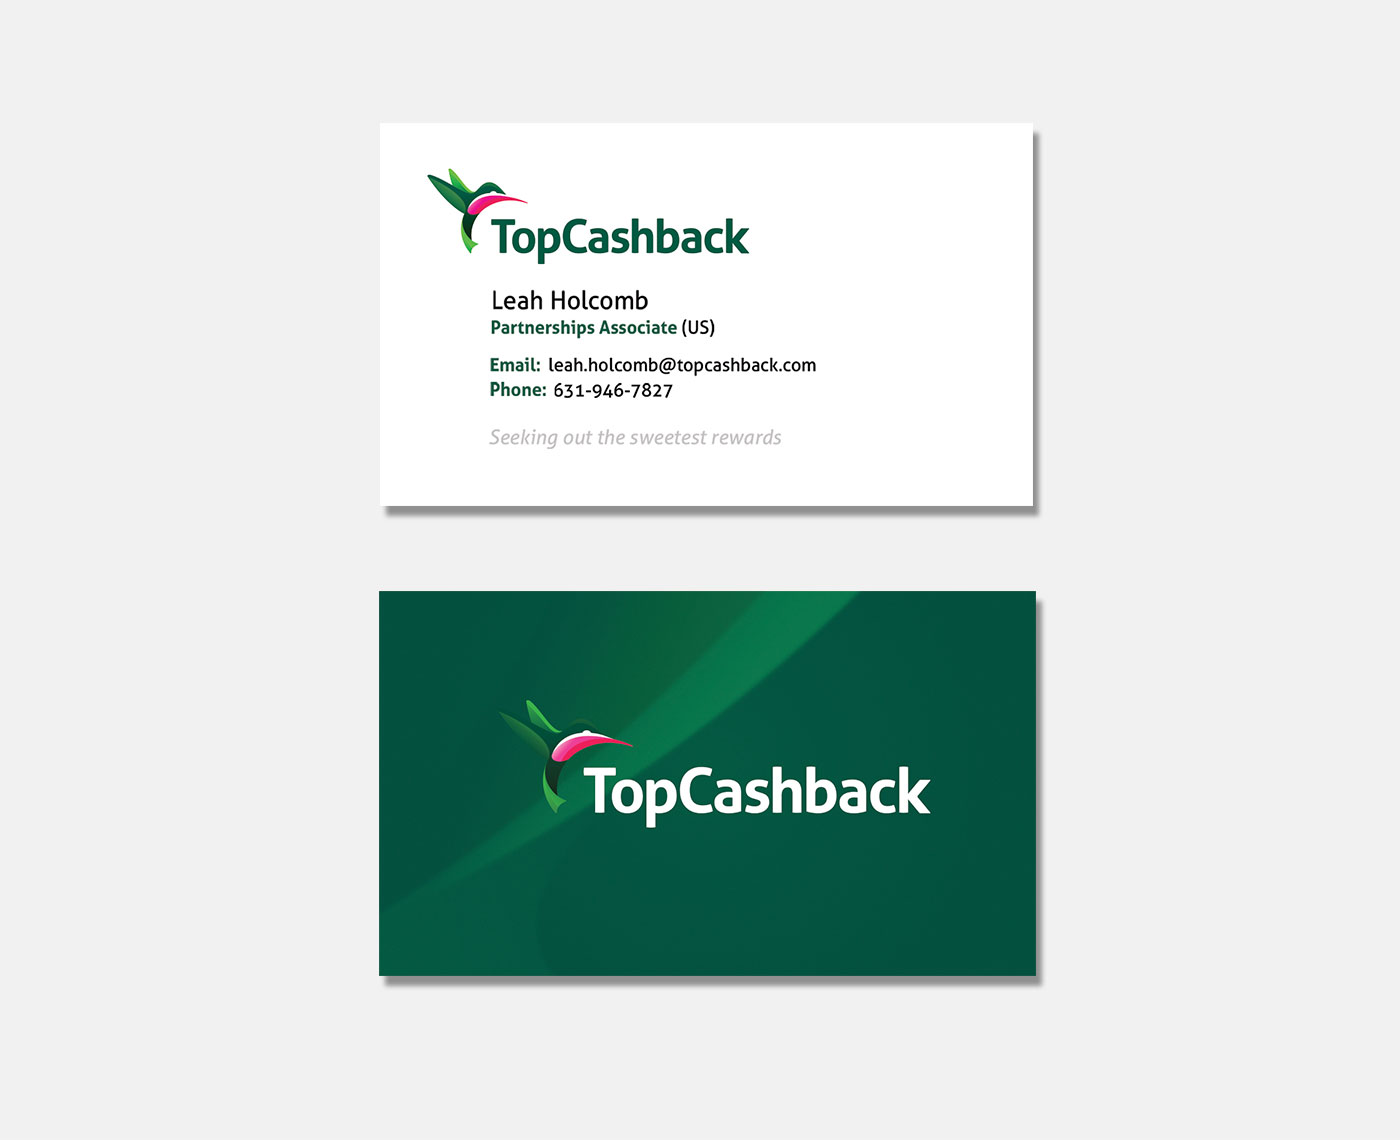 TopCashback
Leah Holcomb
Partnerships Associate (US)
Email: leah.holcomb@topcashback.com
Phone: 631-946-7827
Seeking out the sweetest rewards
TopCashback